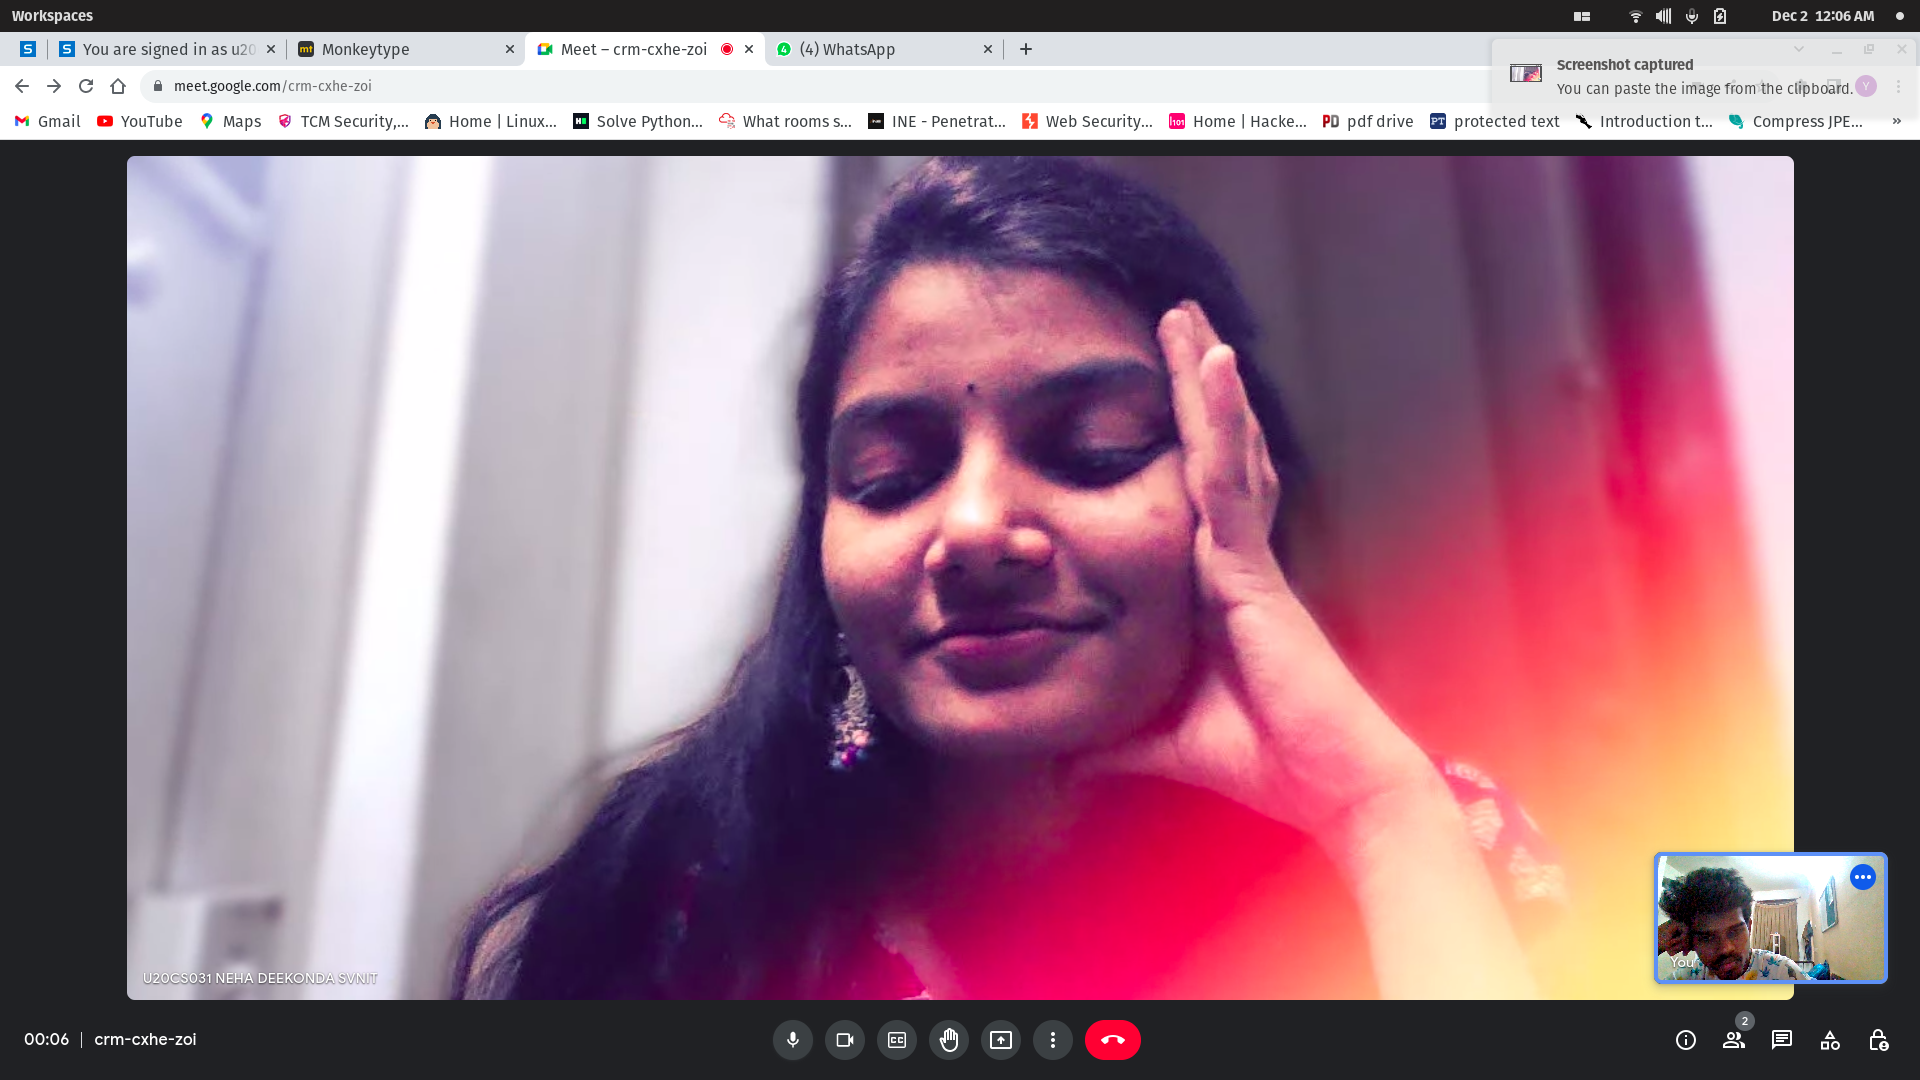 Workspaces
Dec 2 12:06 AM
You are signed in as u20
Monkeytype
Meet – crm-cxhe-zoi
(4) WhatsApp
Screenshot captured
You can paste the image from the clipboard.
meet.google.com/crm-cxhe-zoi
Y
Gmail
YouTube
Maps
TCM Security,...
Home | Linux...
Solve Python...
What rooms s...
INE - Penetrat...
Web Security...
Home | Hacke...
pdf drive
protected text
Introduction t...
Compress JPE...
»
You
U20CS031 NEHA DEEKONDA SVNIT
00:06 | crm-cxhe-zoi
2